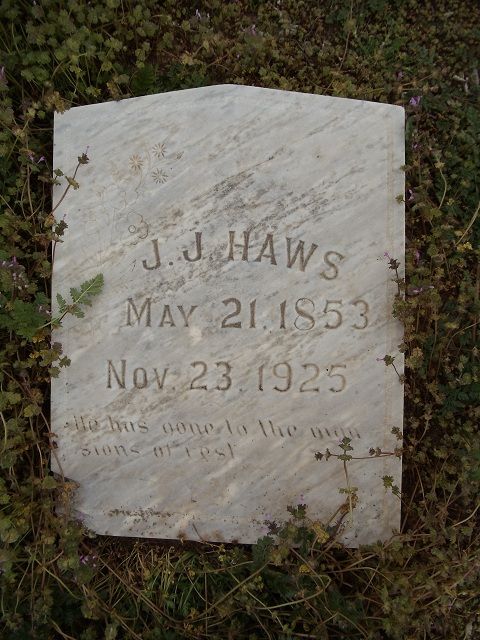 J. J HAWS
MAY 21. 1853
NOV. 23. 1925
He has gone to the man
sions of rest